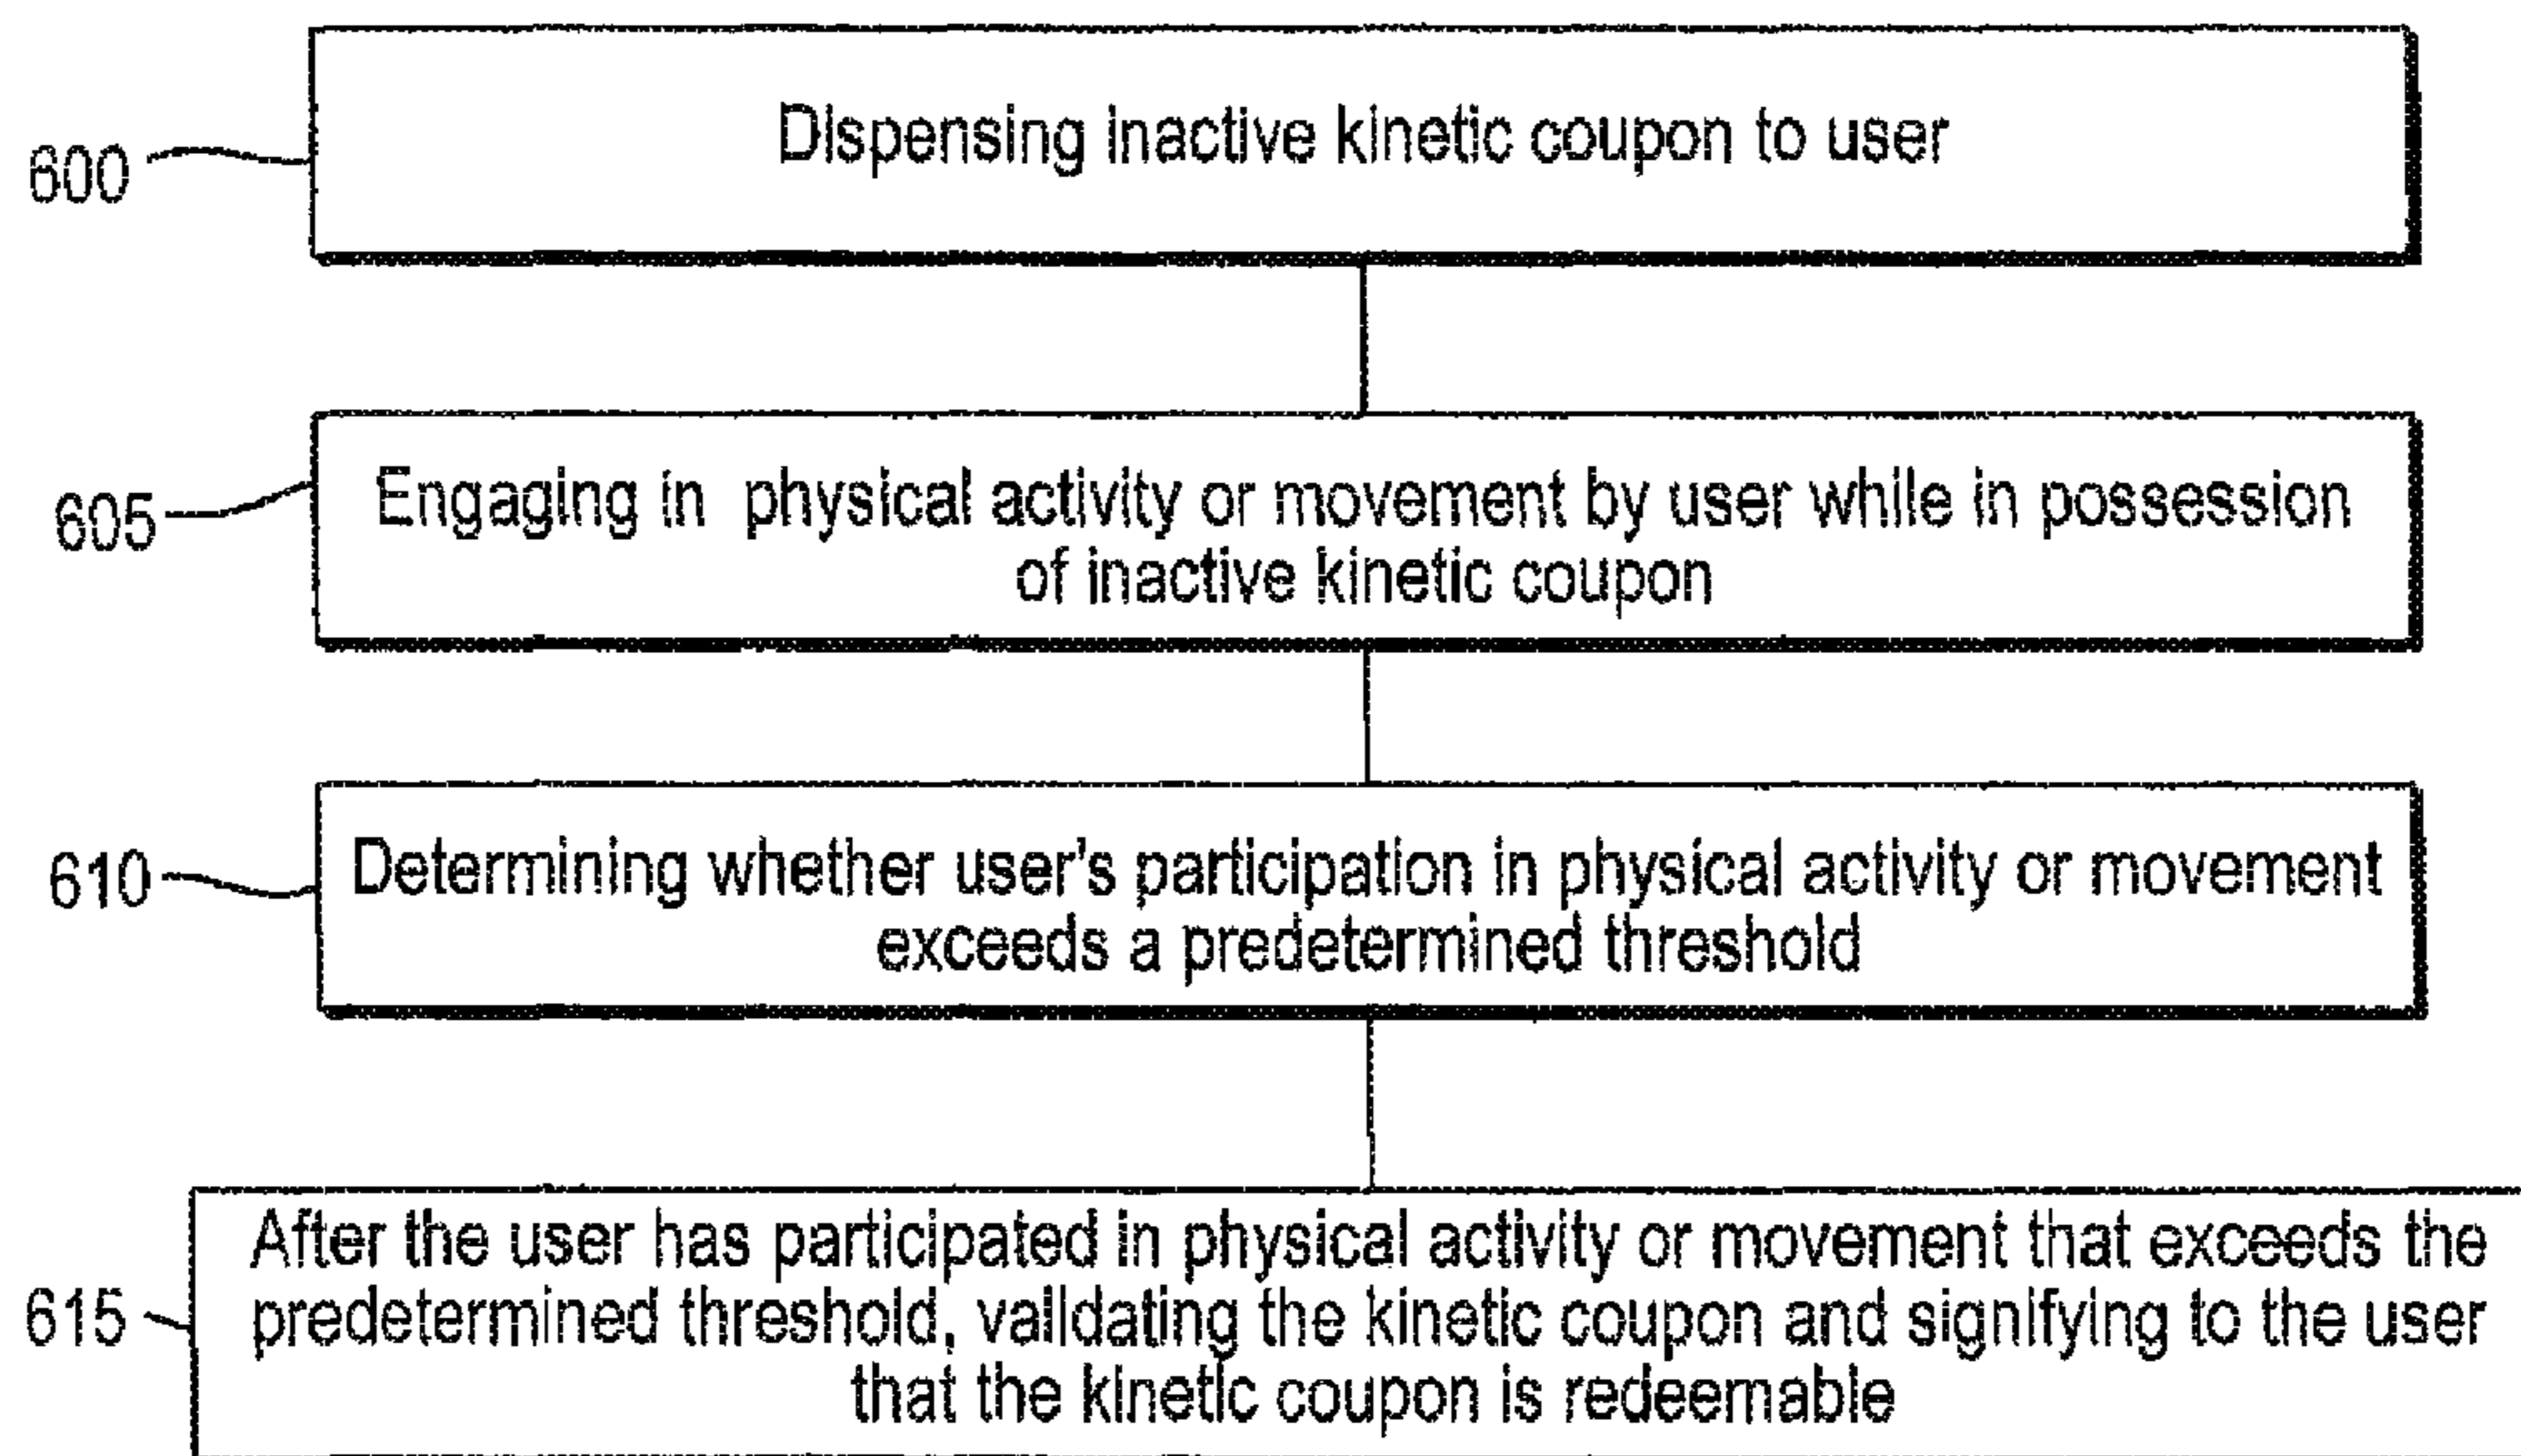 600
Dispensing inactive kinetic coupon to user
605
Engaging in physical activity or movement by user while in possession
of inactive kinetic coupon
610
Determining whether user's participation in physical activity or movement
exceeds a predetermined threshold
615
After the user has participated in physical activity or movement that exceeds the
predetermined threshold, validating the kinetic coupon and signifying to the user
that the kinetic coupon is redeemable